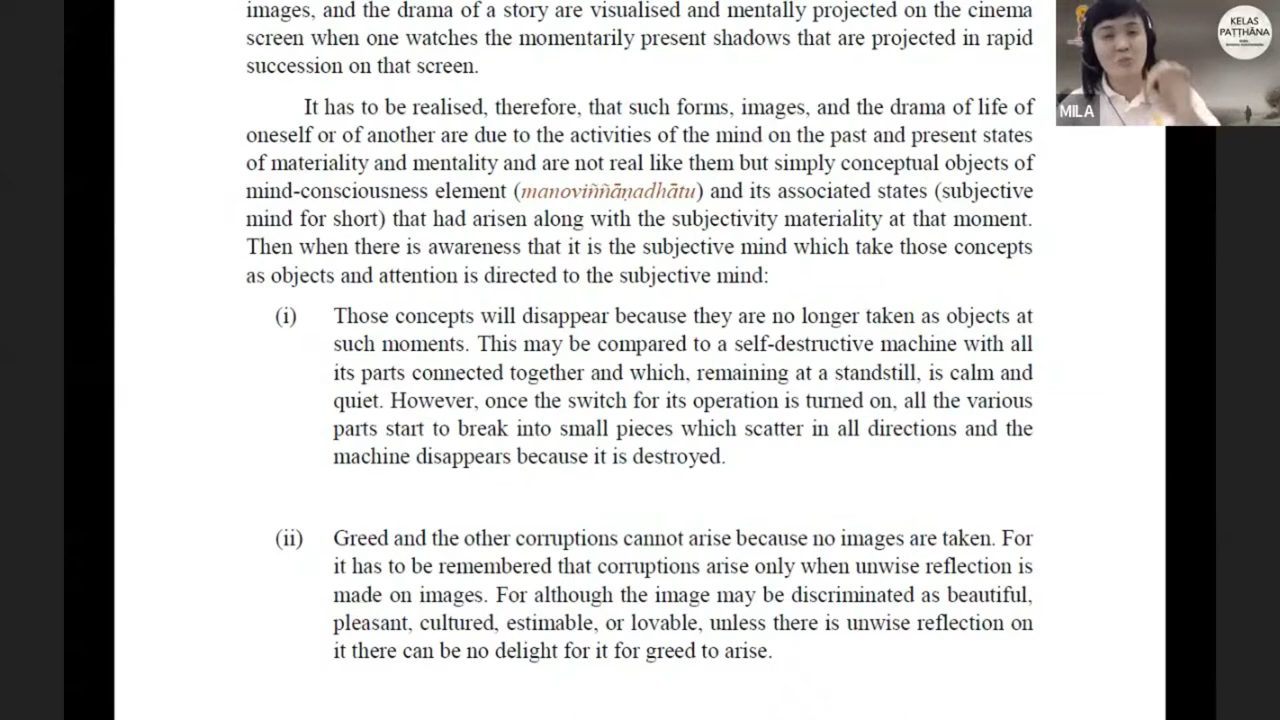 images, and the drama of a story are visualised and mentally projected on the cinema
screen when one watches the momentarily present shadows that are projected in rapid
succession on that screen.
It has to be realised, therefore, that such forms, images, and the drama of life of
oneself or of another are due to the activities of the mind on the past and present states
of materiality and mentality and are not real like them but simply conceptual objects of
mind-consciousness element (manoviññāṇadhātu) and its associated states (subjective
mind for short) that had arisen along with the subjectivity materiality at that moment.
Then when there is awareness that it is the subjective mind which take those concepts
as objects and attention is directed to the subjective mind:
(i) Those concepts will disappear because they are no longer taken as objects at
such moments. This may be compared to a self-destructive machine with all
its parts connected together and which, remaining at a standstill, is calm and
quiet. However, once the switch for its operation is turned on, all the various
parts start to break into small pieces which scatter in all directions and the
machine disappears because it is destroyed.
(ii) Greed and the other corruptions cannot arise because no images are taken. For
it has to be remembered that corruptions arise only when unwise reflection is
made on images. For although the image may be discriminated as beautiful,
pleasant, cultured, estimable, or lovable, unless there is unwise reflection on
it there can be no delight for it for greed to arise.
KELAS
PAṬṬHĀNA
MILA